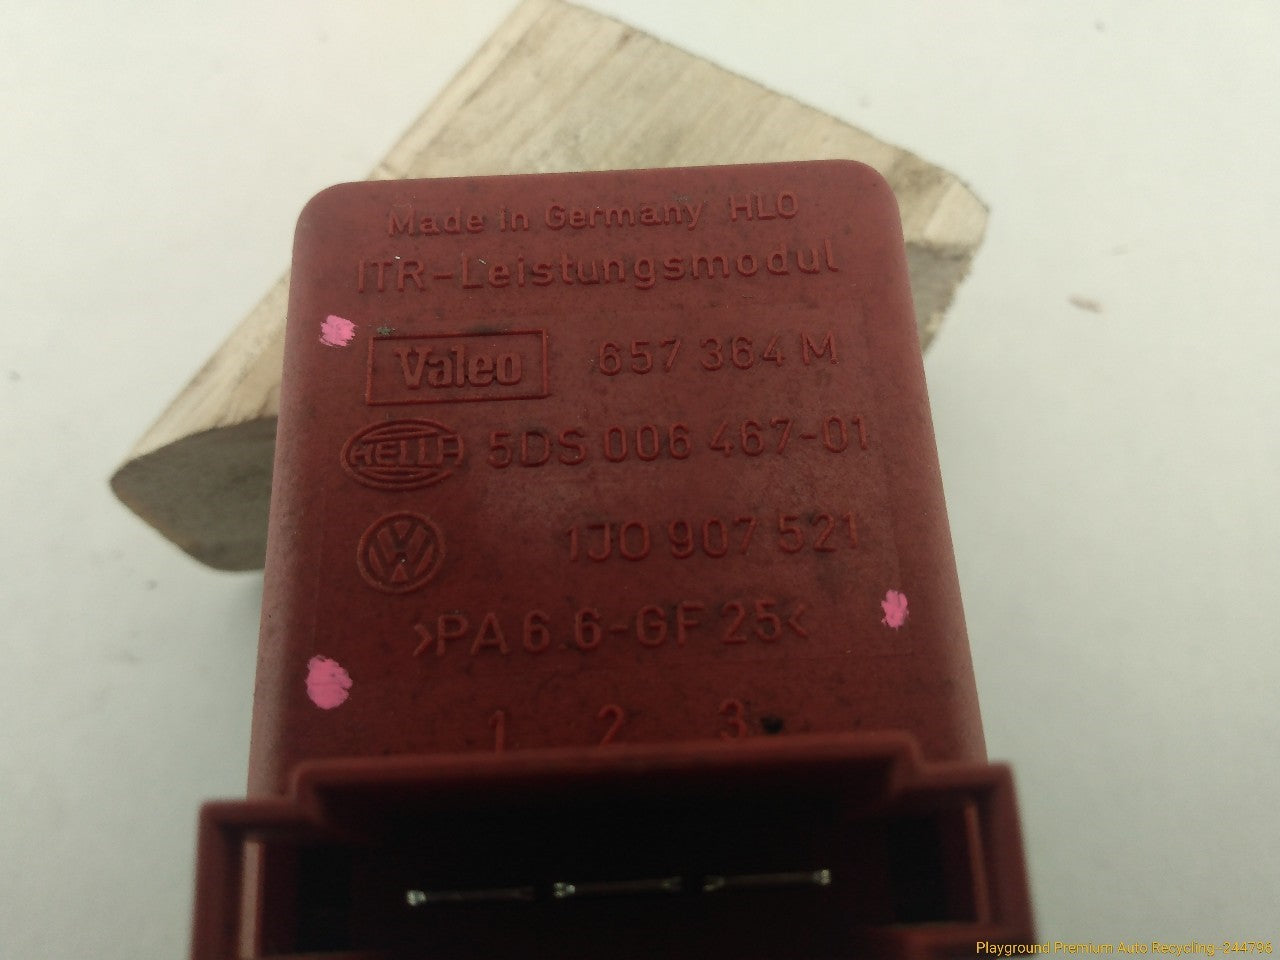 Made in Germany HLO
ITR-Leistungsmodul
Valeo 657 364 M
HELLA 5DS 006 467-01
VW 1J0 907 521
>PA 6.6-GF 25<
1 2 3
Playground Premium Auto Recycling -244796